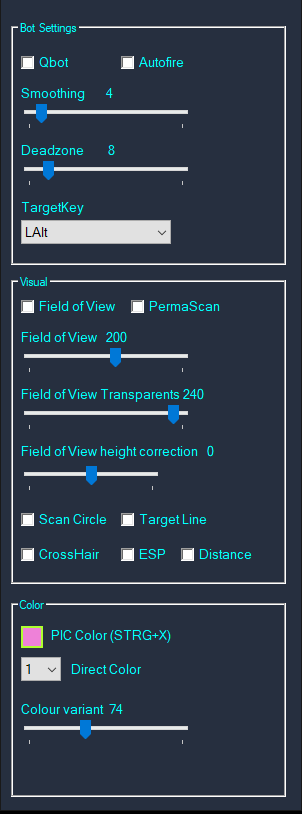 Bot Settings
Qbot Autofire
Smoothing 4
Deadzone 8
TargetKey
LAlt
Visual
Field of View PermaScan
Field of View 200
Field of View Transparents 240
Field of View height correction 0
Scan Circle Target Line
CrossHair ESP Distance
Color
PIC Color (STRG+X)
1 Direct Color
Colour variant 74